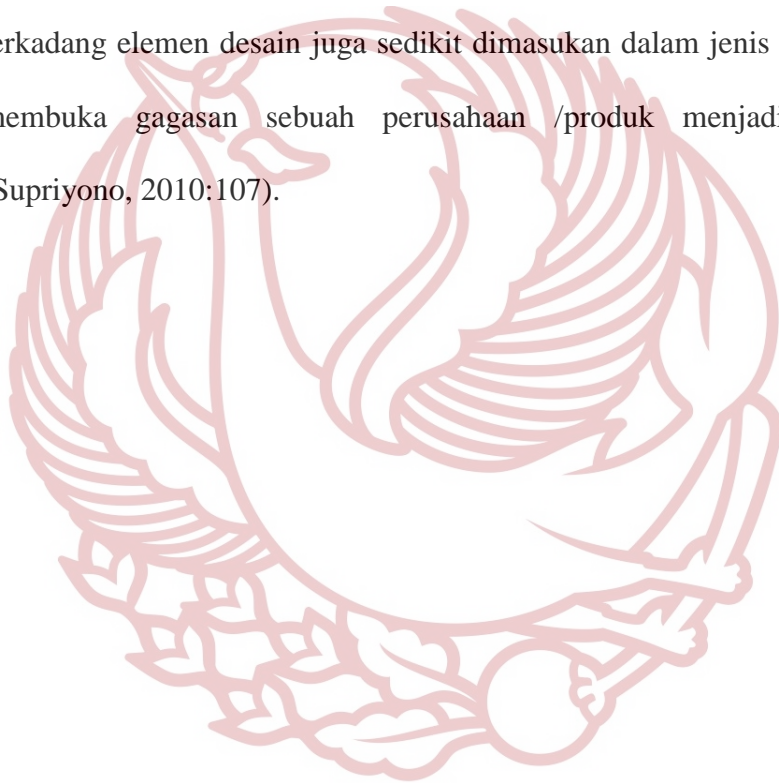 erkadang elemen desain juga sedikit dimasukan dalam jenis
membuka gagasan sebuah perusahaan /produk menjadi
Supriyono, 2010:107).